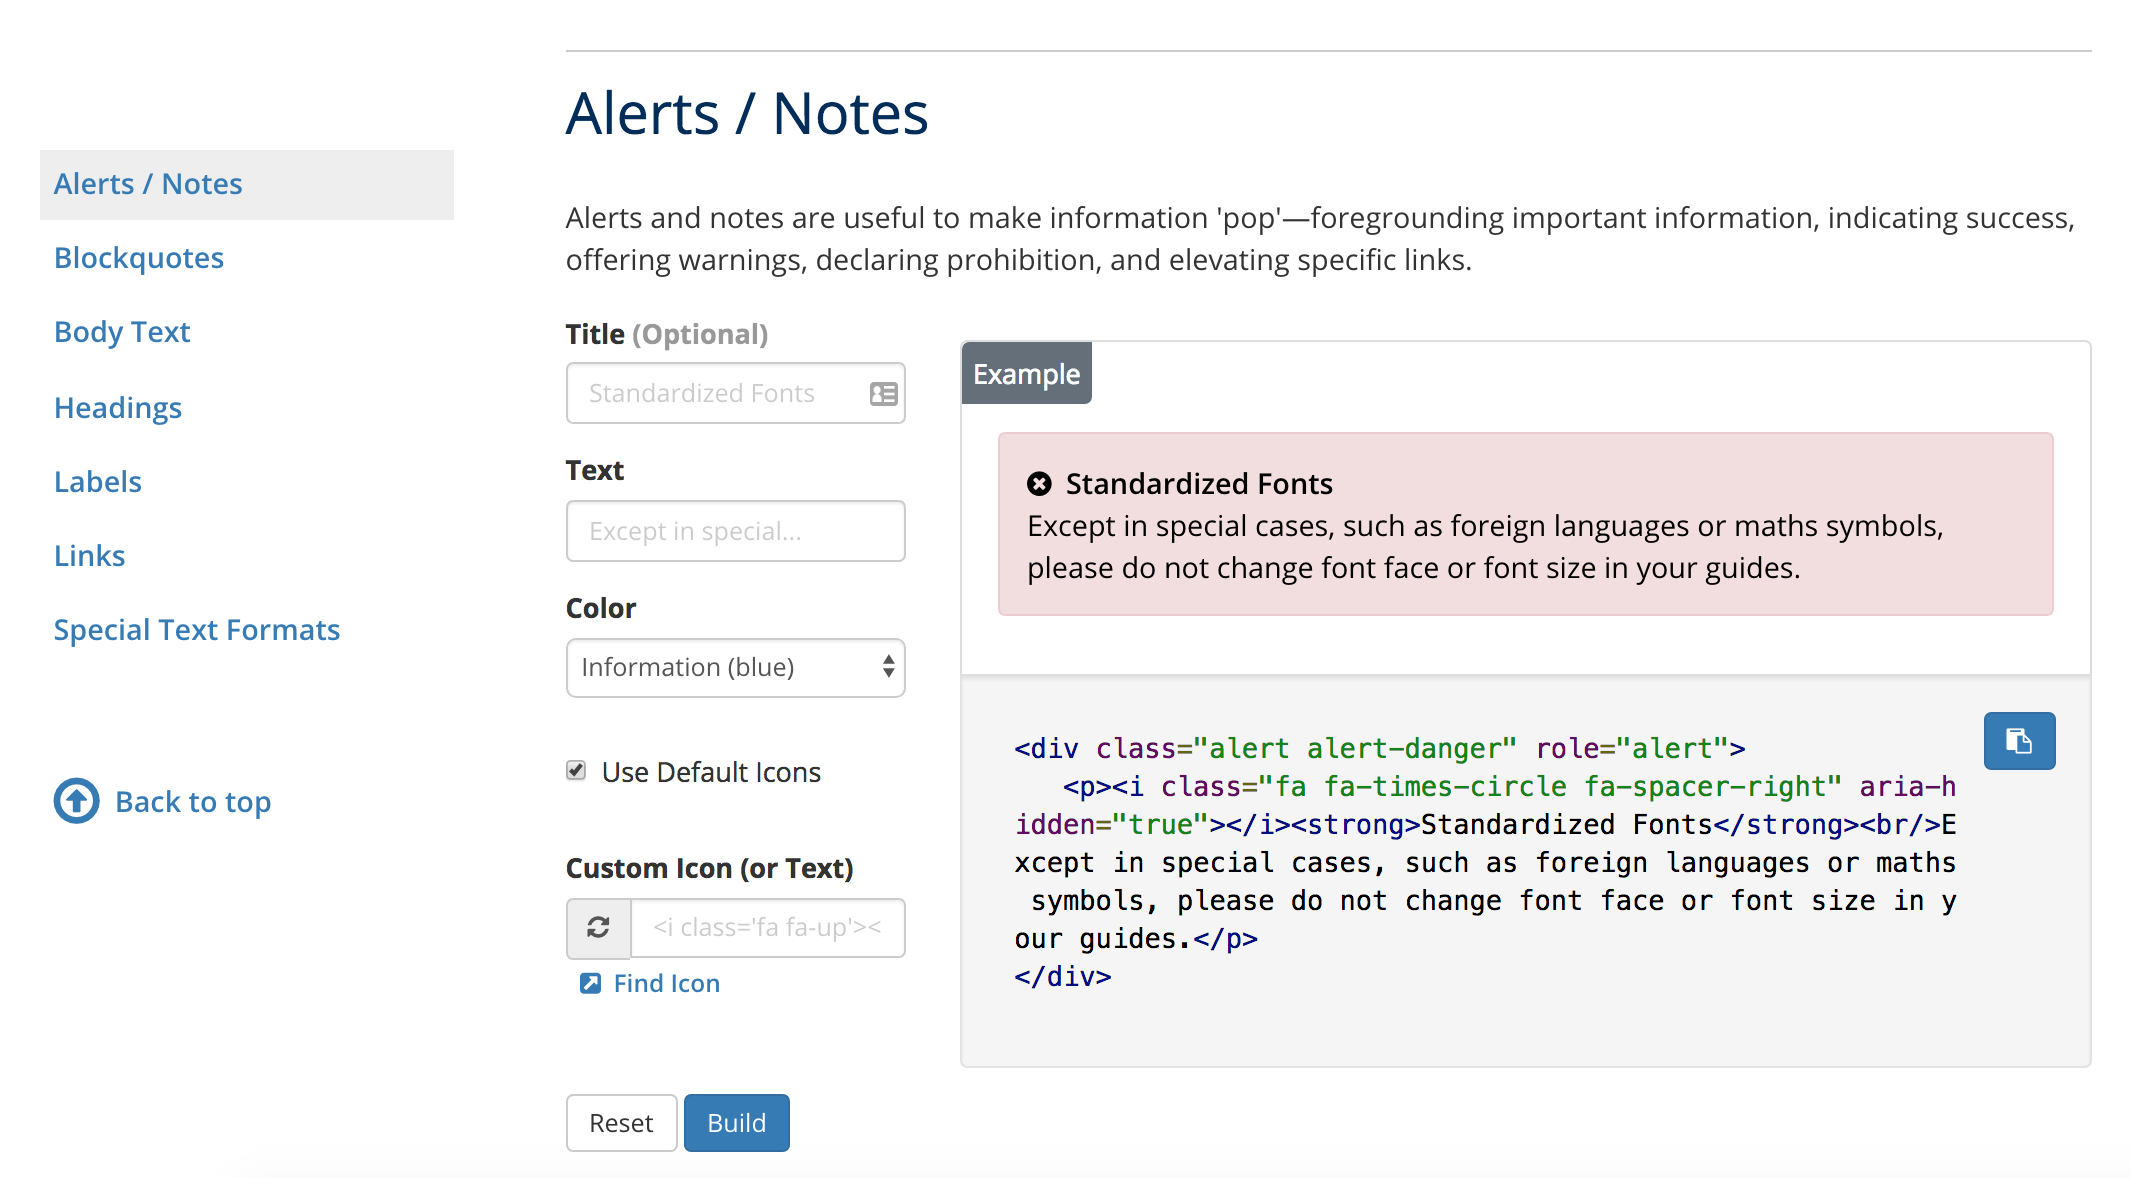 Alerts / Notes
Blockquotes
Body Text
Headings
Labels
Links
Special Text Formats
Back to top
Alerts / Notes
Alerts and notes are useful to make information 'pop'—foregrounding important information, indicating success,
offering warnings, declaring prohibition, and elevating specific links.
Title (Optional)
Standardized Fonts
Text
Except in special...
Color
Information (blue)
Use Default Icons
Custom Icon (or Text)
<i class='fa fa-up'><
Find Icon
Reset
Build
Example
Standardized Fonts
Except in special cases, such as foreign languages or maths symbols,
please do not change font face or font size in your guides.
<div class="alert alert-danger" role="alert">
<p><i class="fa fa-times-circle fa-spacer-right" aria-h
idden="true"></i><strong>Standardized Fonts</strong><br/>E
xcept in special cases, such as foreign languages or maths
symbols, please do not change font face or font size in y
our guides.</p>
</div>